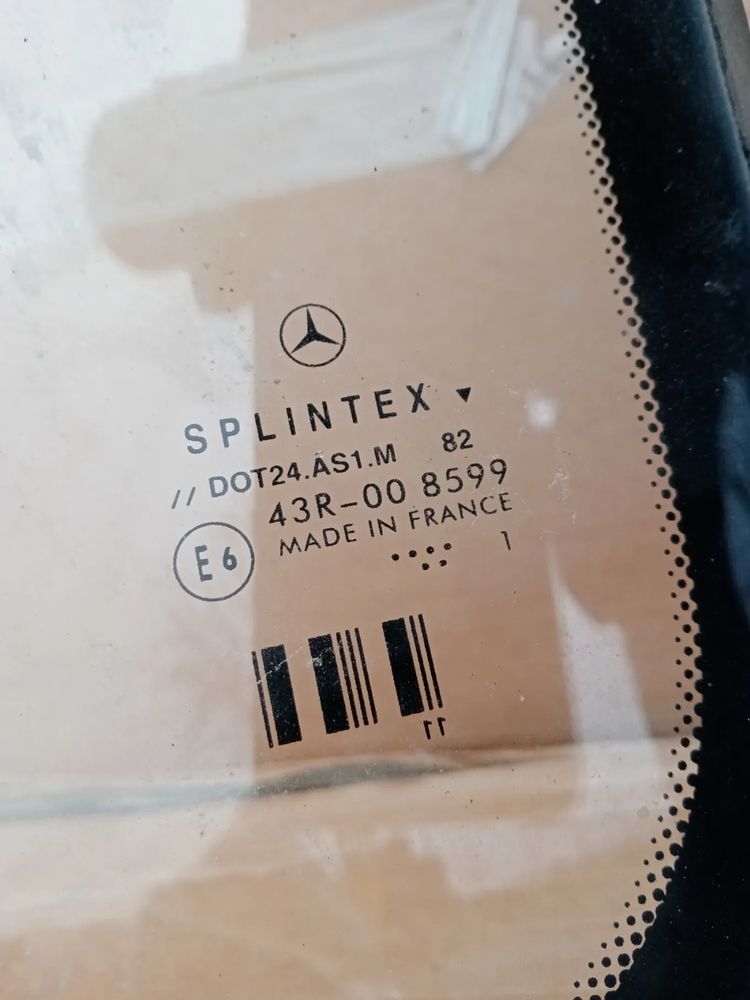 SPLINTEX
// DOT24.AS1.M 82
43R-00 8599
E6 MADE IN FRANCE
1
11